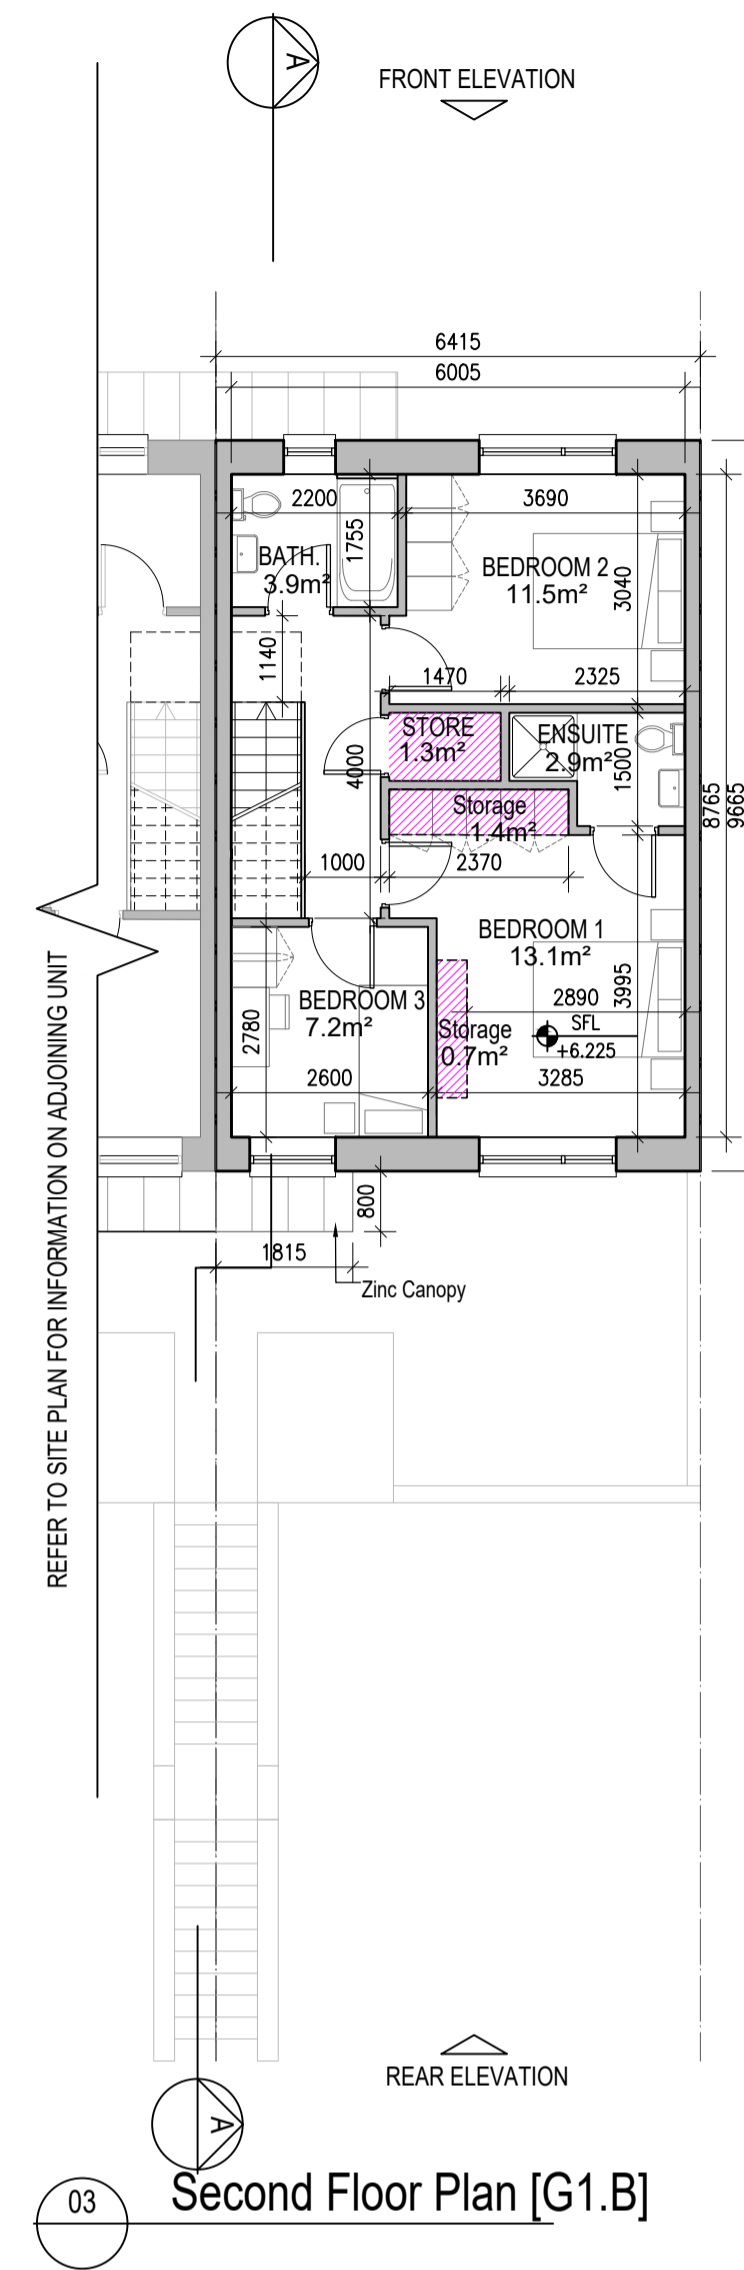 A
FRONT ELEVATION
6415
6005
2200
3690
1755
BATH.
3.9m²
BEDROOM 2
11.5m²
3040
1140
1470
2325
STORE
1.3m²
ENSUITE
2.9m²
1500
4000
8765
9665
Storage
1.4m²
1000
2370
BEDROOM 1
13.1m²
BEDROOM 3
7.2m²
2780
2890
3995
Storage
0.7m²
SFL
+6.225
2600
3285
800
1815
Zinc Canopy
REFER TO SITE PLAN FOR INFORMATION ON ADJOINING UNIT
REAR ELEVATION
A
03
Second Floor Plan [G1.B]